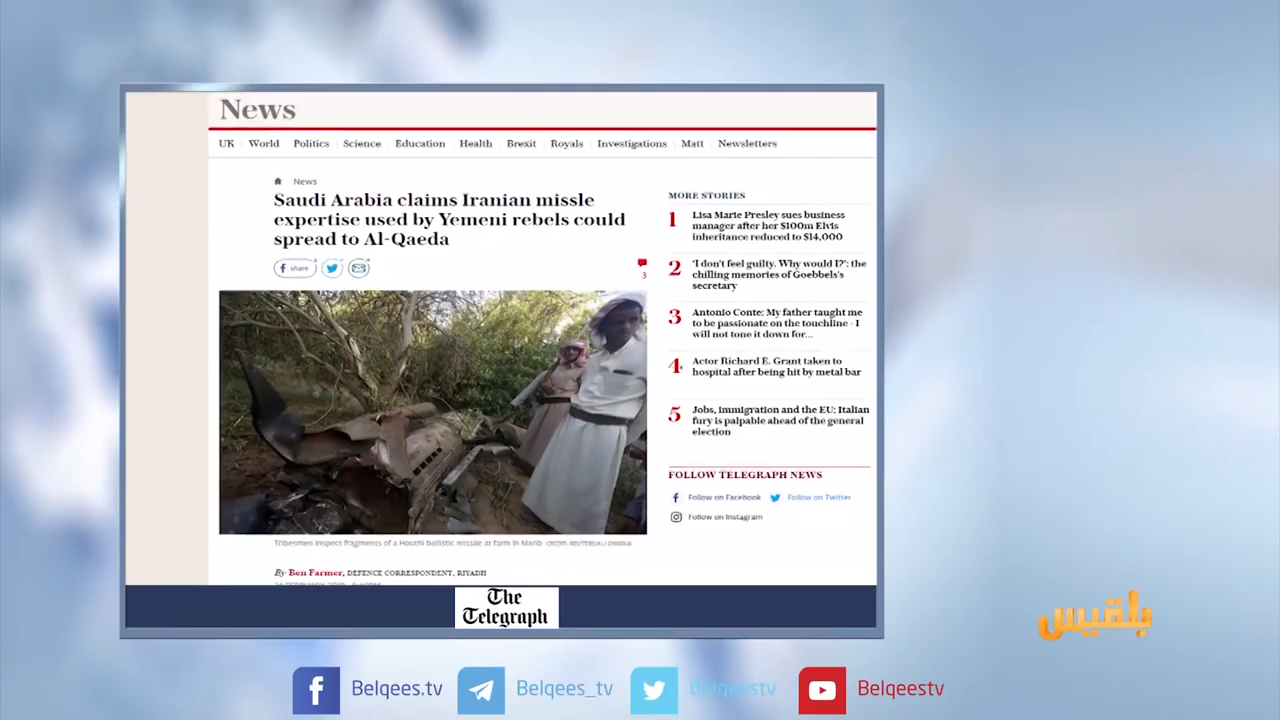 News
UK World Politics Science Education Health Brexit Royals Investigations Matt Newsletters
News
Saudi Arabia claims Iranian missle
expertise used by Yemeni rebels could
spread to Al-Qaeda
share
3
Tribesmen inspect fragments of a Houthi ballistic missile at farm in Marib CREDIT: REUTERS/ALI OWIDHA
By Ben Farmer, DEFENCE CORRESPONDENT, RIYADH
MORE STORIES
1 Lisa Marie Presley sues business
manager after her $100m Elvis
inheritance reduced to $14,000
2 'I don't feel guilty. Why would I?': the
chilling memories of Goebbels's
secretary
3 Antonio Conte: My father taught me
to be passionate on the touchline - I
will not tone it down for...
4 Actor Richard E. Grant taken to
hospital after being hit by metal bar
5 Jobs, immigration and the EU: Italian
fury is palpable ahead of the general
election
FOLLOW TELEGRAPH NEWS
Follow on Facebook Follow on Twitter
Follow on Instagram
The
Telegraph
بلقيس
Belqees.tv Belqees_tv Belqeestv Belqeestv